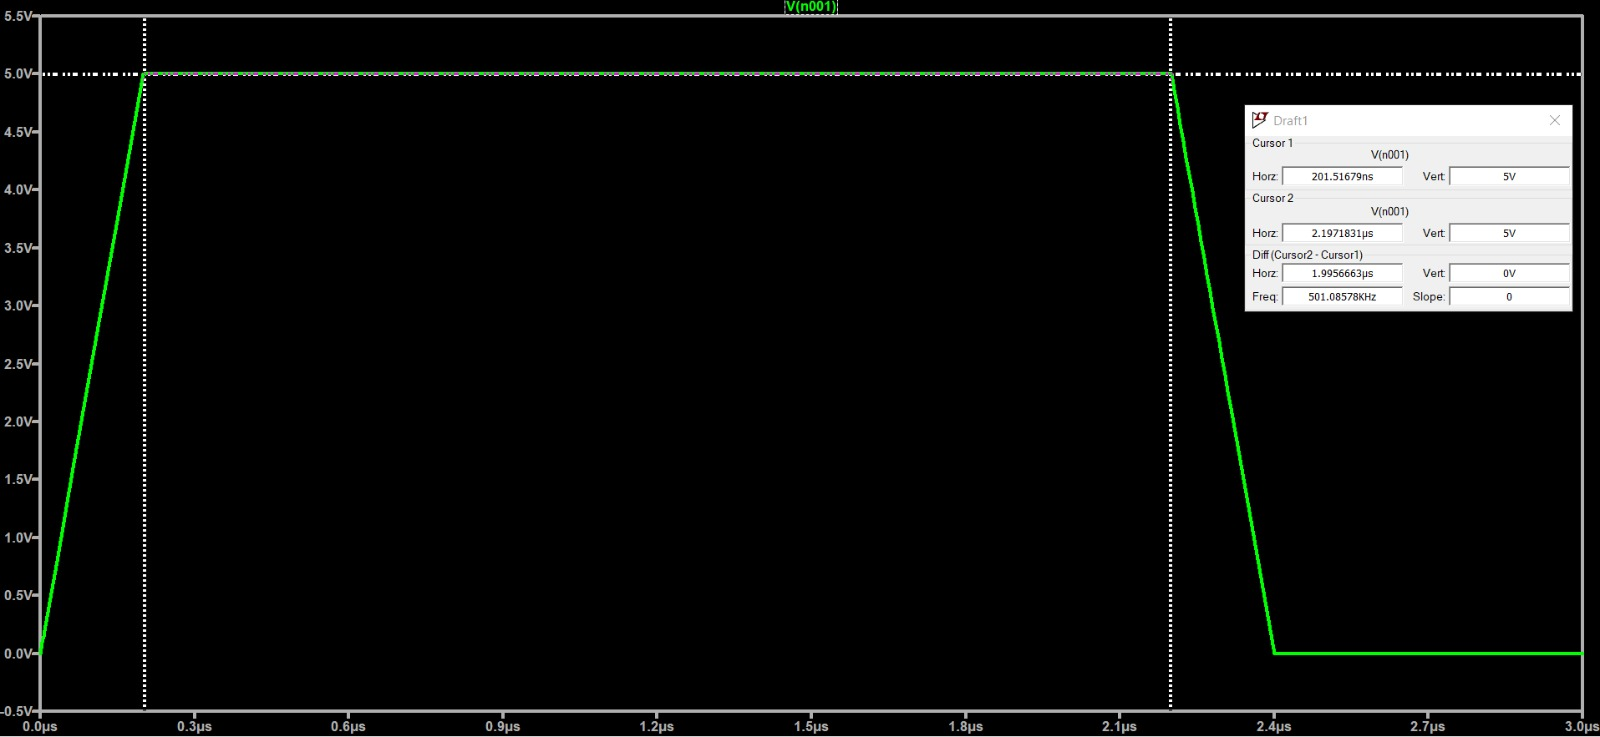 V(n001)
5.5V
5.0V
4.5V
4.0V
3.5V
3.0V
2.5V
2.0V
1.5V
1.0V
0.5V
0.0V
-0.5V
0.0µs 0.3µs 0.6µs 0.9µs 1.2µs 1.5µs 1.8µs 2.1µs 2.4µs 2.7µs 3.0µs
Draft1
Cursor 1
V(n001)
Horz: 201.51679ns Vert: 5V
Cursor 2
V(n001)
Horz: 2.1971831µs Vert: 5V
Diff (Cursor2 - Cursor1)
Horz: 1.9956663µs Vert: 0V
Freq: 501.08578KHz Slope: 0